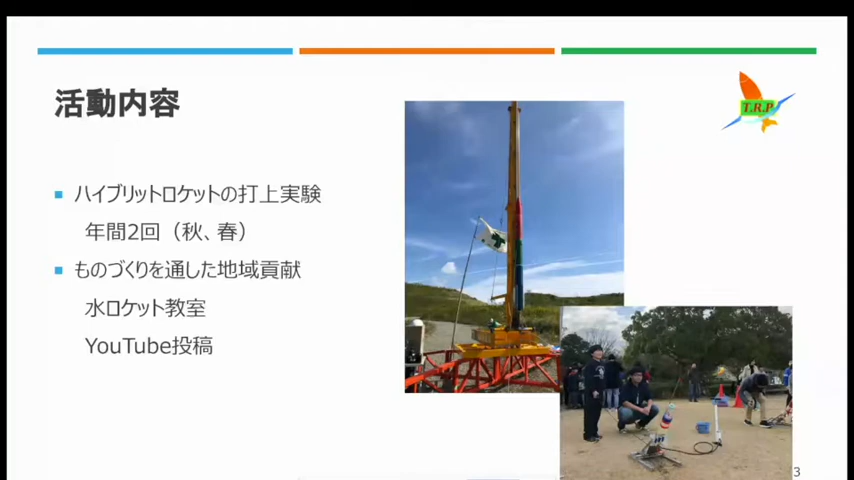 活動内容
T.R.P
ハイブリットロケットの打上実験
年間2回（秋、春）
ものづくりを通した地域貢献
水ロケット教室
YouTube投稿
3